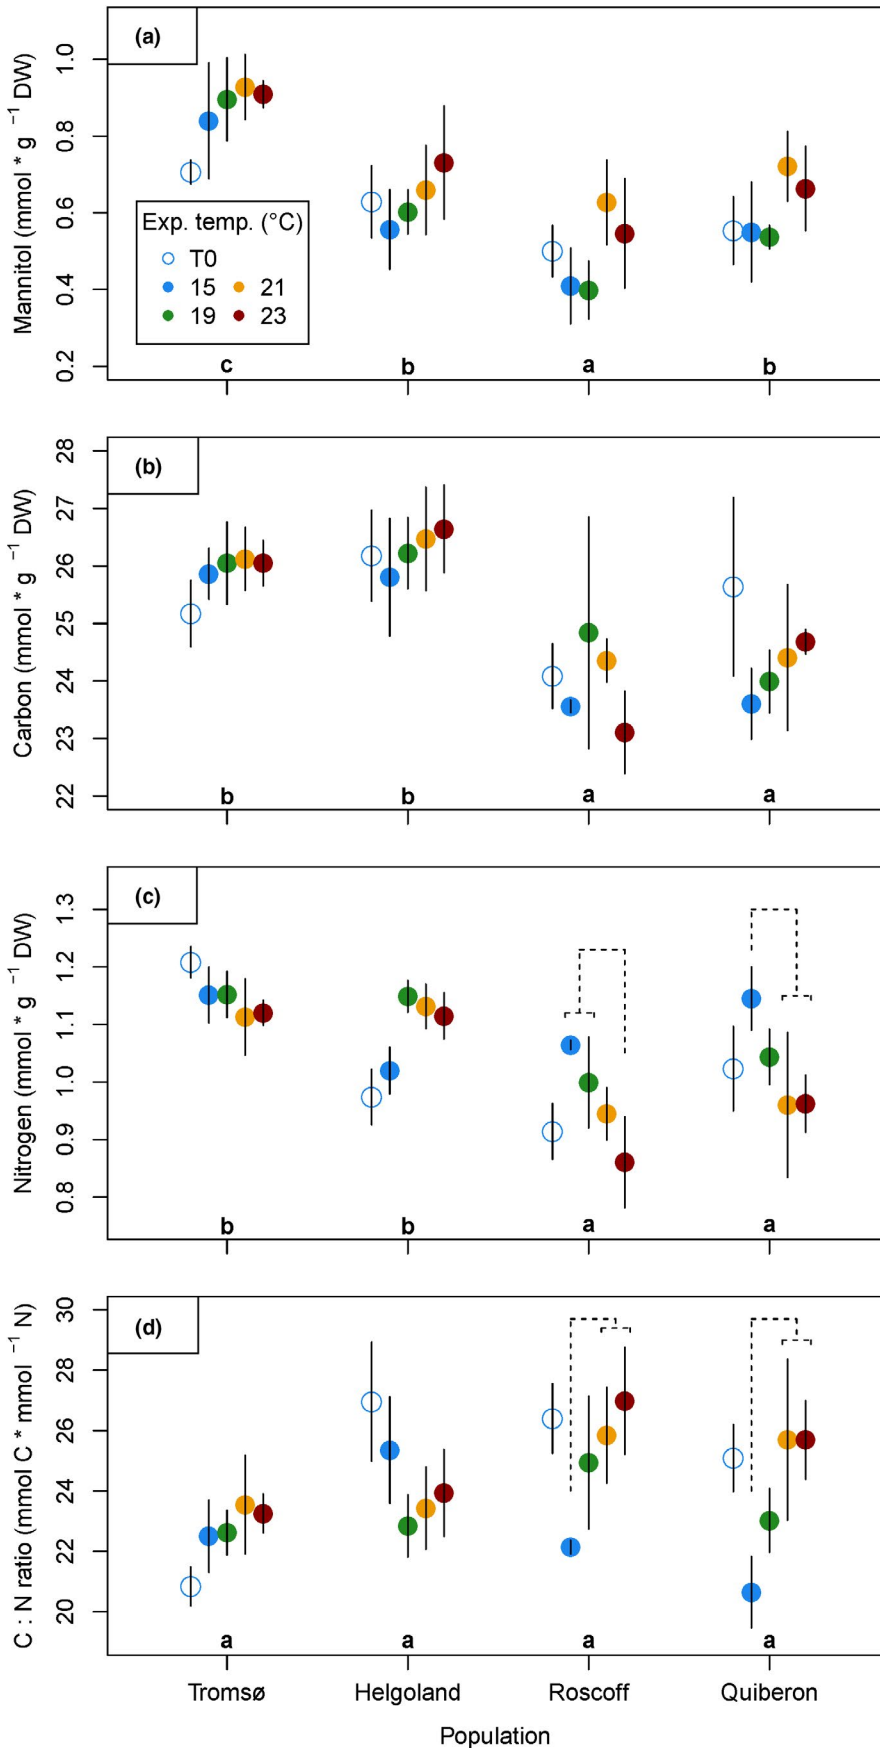 (a)
Mannitol (mmol * g ⁻¹ DW)
1.0
0.8
0.6
0.4
0.2
Exp. temp. (°C)
T0
15 21
19 23
c b a b
(b)
Carbon (mmol * g ⁻¹ DW)
28
27
26
25
24
23
22
b b a a
(c)
Nitrogen (mmol * g ⁻¹ DW)
1.3
1.2
1.1
1.0
0.9
0.8
b b a a
(d)
C : N ratio (mmol C * mmol ⁻¹ N)
30
28
26
24
22
20
a a a a
Tromsø Helgoland Roscoff Quiberon
Population